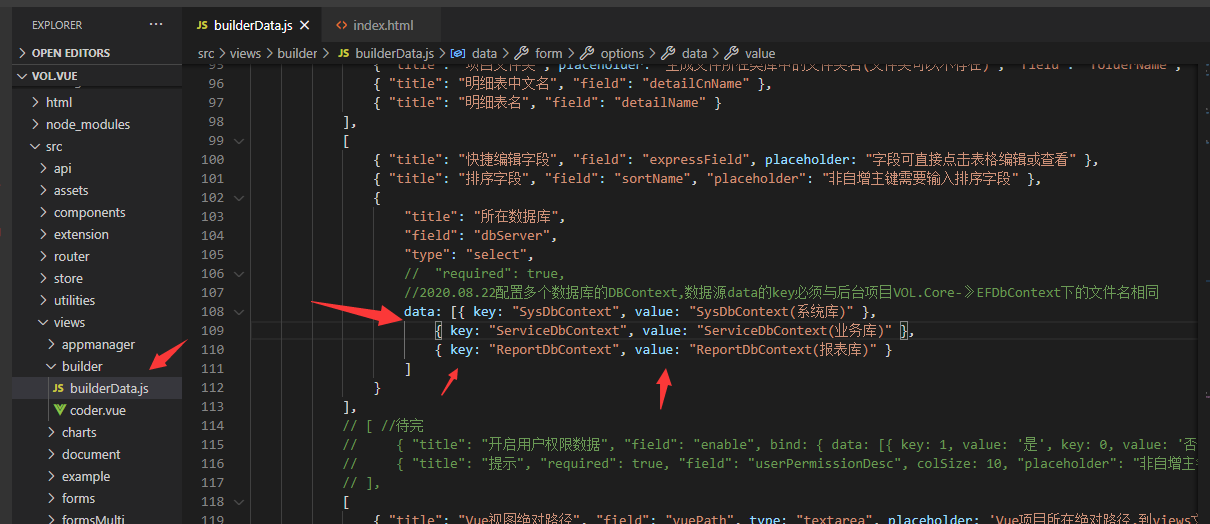 EXPLORER
···
OPEN EDITORS
VOL.VUE
html
node_modules
src
api
assets
components
extension
router
store
utilities
views
appmanager
builder
JS builderData.js
coder.vue
charts
document
example
forms
formsMulti
JS builderData.js ×
<> index.html
src > views > builder > JS builderData.js > data > form > options > data > value
95 { "title": "项目文件夹", placeholder: "生成文件所在类库中的文件夹名(文件夹可以不存在)", "field": "folderName",
96 { "title": "明细表中文名", "field": "detailCnName" },
97 { "title": "明细表名", "field": "detailName" }
98 ],
99 [
100 { "title": "快捷编辑字段", "field": "expressField", placeholder: "字段可直接点击表格编辑或查看" },
101 { "title": "排序字段", "field": "sortName", "placeholder": "非自增主键需要输入排序字段" },
102 {
103 "title": "所在数据库",
104 "field": "dbServer",
105 "type": "select",
106 // "required": true,
107 //2020.08.22配置多个数据库的DBContext,数据源data的key必须与后台项目VOL.Core-》EFDbContext下的文件名相同
108 data: [{ key: "SysDbContext", value: "SysDbContext(系统库)" },
109 { key: "ServiceDbContext", value: "ServiceDbContext(业务库)" },
110 { key: "ReportDbContext", value: "ReportDbContext(报表库)" }
111 ]
112 }
113 ],
114 // [ //待完
115 // { "title": "开启用户权限数据", "field": "enable", bind: { data: [{ key: 1, value: '是', key: 0, value: '否
116 // { "title": "提示", "required": true, "field": "userPermissionDesc", colSize: 10, "placeholder": "非自增主
117 // ],
118 [
119 { "title": "Vue视图绝对路径", "field": "vuePath", type: "textarea", placeholder: 'Vue项目所在绝对路径,到views文